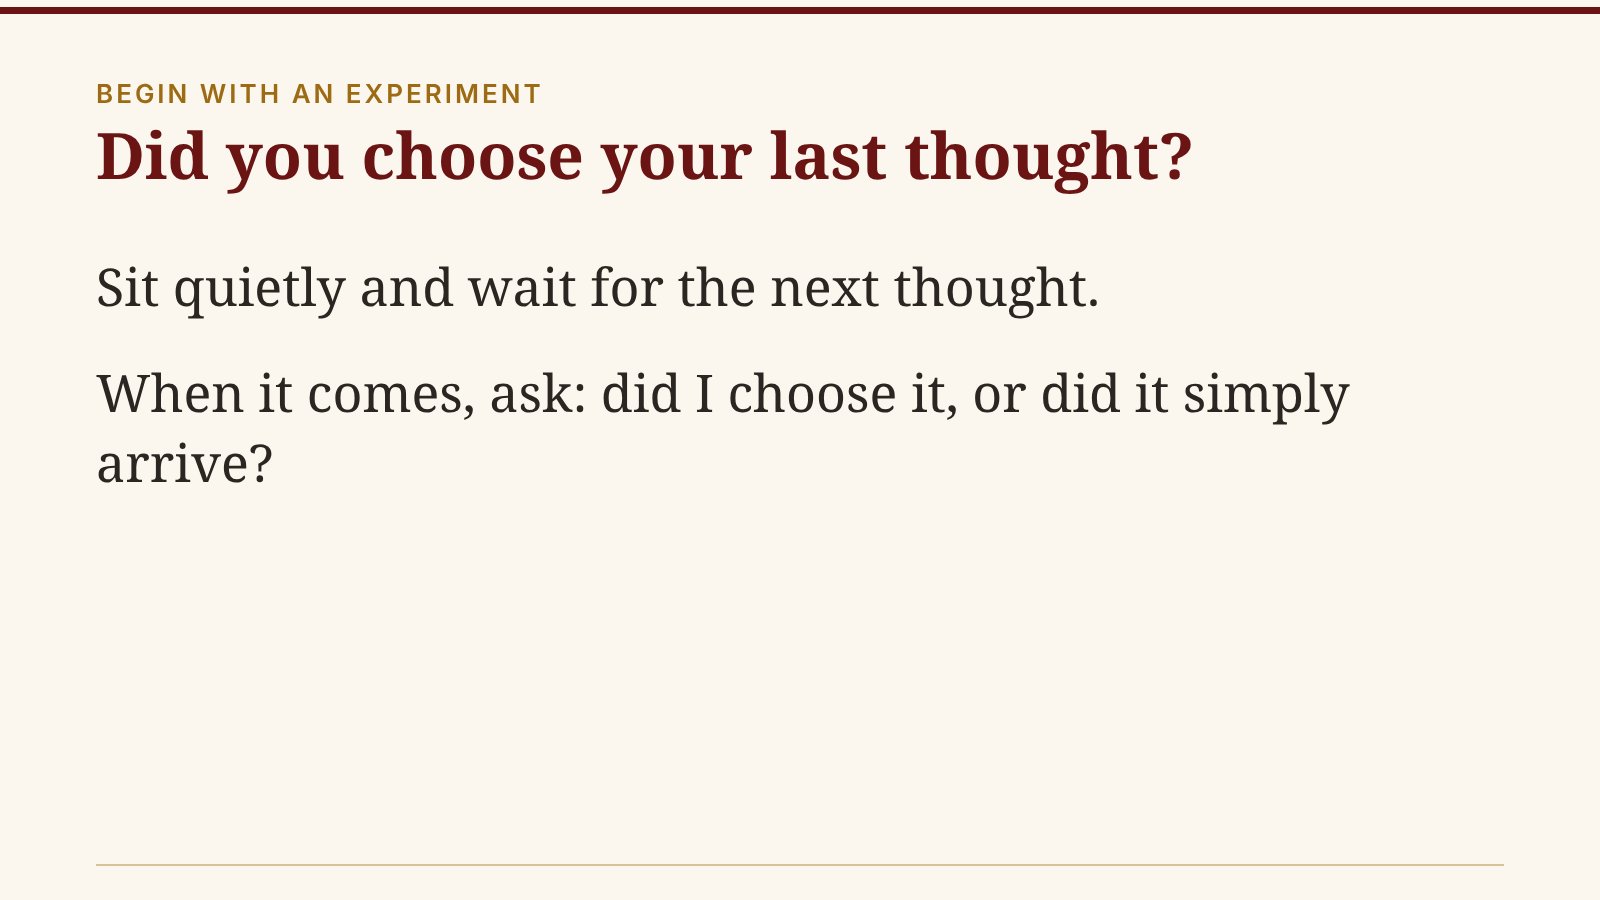 BEGIN WITH AN EXPERIMENT
Did you choose your last thought?
Sit quietly and wait for the next thought.
When it comes, ask: did I choose it, or did it simply
arrive?